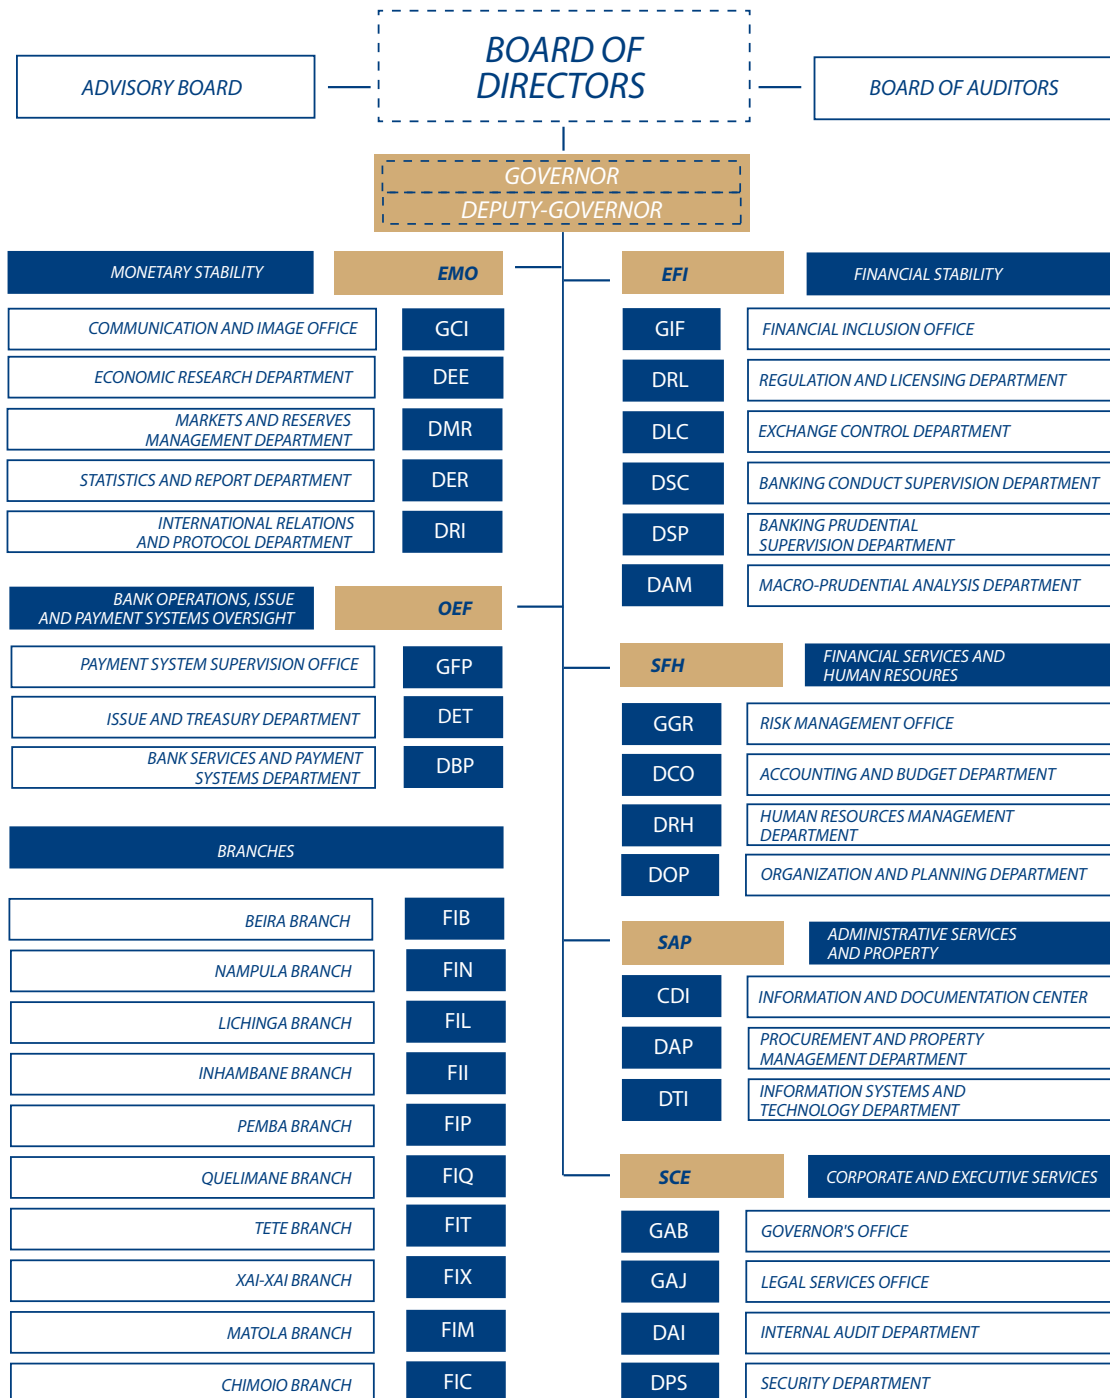 BOARD OF
DIRECTORS
ADVISORY BOARD
BOARD OF AUDITORS
GOVERNOR
DEPUTY-GOVERNOR
MONETARY STABILITY
EMO
COMMUNICATION AND IMAGE OFFICE
GCI
ECONOMIC RESEARCH DEPARTMENT
DEE
MARKETS AND RESERVES
MANAGEMENT DEPARTMENT
DMR
STATISTICS AND REPORT DEPARTMENT
DER
INTERNATIONAL RELATIONS
AND PROTOCOL DEPARTMENT
DRI
BANK OPERATIONS, ISSUE
AND PAYMENT SYSTEMS OVERSIGHT
OEF
PAYMENT SYSTEM SUPERVISION OFFICE
GFP
ISSUE AND TREASURY DEPARTMENT
DET
BANK SERVICES AND PAYMENT
SYSTEMS DEPARTMENT
DBP
BRANCHES
BEIRA BRANCH
FIB
NAMPULA BRANCH
FIN
LICHINGA BRANCH
FIL
INHAMBANE BRANCH
FII
PEMBA BRANCH
FIP
QUELIMANE BRANCH
FIQ
TETE BRANCH
FIT
XAI-XAI BRANCH
FIX
MATOLA BRANCH
FIM
CHIMOIO BRANCH
FIC
EFI
FINANCIAL STABILITY
GIF
FINANCIAL INCLUSION OFFICE
DRL
REGULATION AND LICENSING DEPARTMENT
DLC
EXCHANGE CONTROL DEPARTMENT
DSC
BANKING CONDUCT SUPERVISION DEPARTMENT
DSP
BANKING PRUDENTIAL
SUPERVISION DEPARTMENT
DAM
MACRO-PRUDENTIAL ANALYSIS DEPARTMENT
SFH
FINANCIAL SERVICES AND
HUMAN RESOURES
GGR
RISK MANAGEMENT OFFICE
DCO
ACCOUNTING AND BUDGET DEPARTMENT
DRH
HUMAN RESOURCES MANAGEMENT
DEPARTMENT
DOP
ORGANIZATION AND PLANNING DEPARTMENT
SAP
ADMINISTRATIVE SERVICES
AND PROPERTY
CDI
INFORMATION AND DOCUMENTATION CENTER
DAP
PROCUREMENT AND PROPERTY
MANAGEMENT DEPARTMENT
DTI
INFORMATION SYSTEMS AND
TECHNOLOGY DEPARTMENT
SCE
CORPORATE AND EXECUTIVE SERVICES
GAB
GOVERNOR'S OFFICE
GAJ
LEGAL SERVICES OFFICE
DAI
INTERNAL AUDIT DEPARTMENT
DPS
SECURITY DEPARTMENT